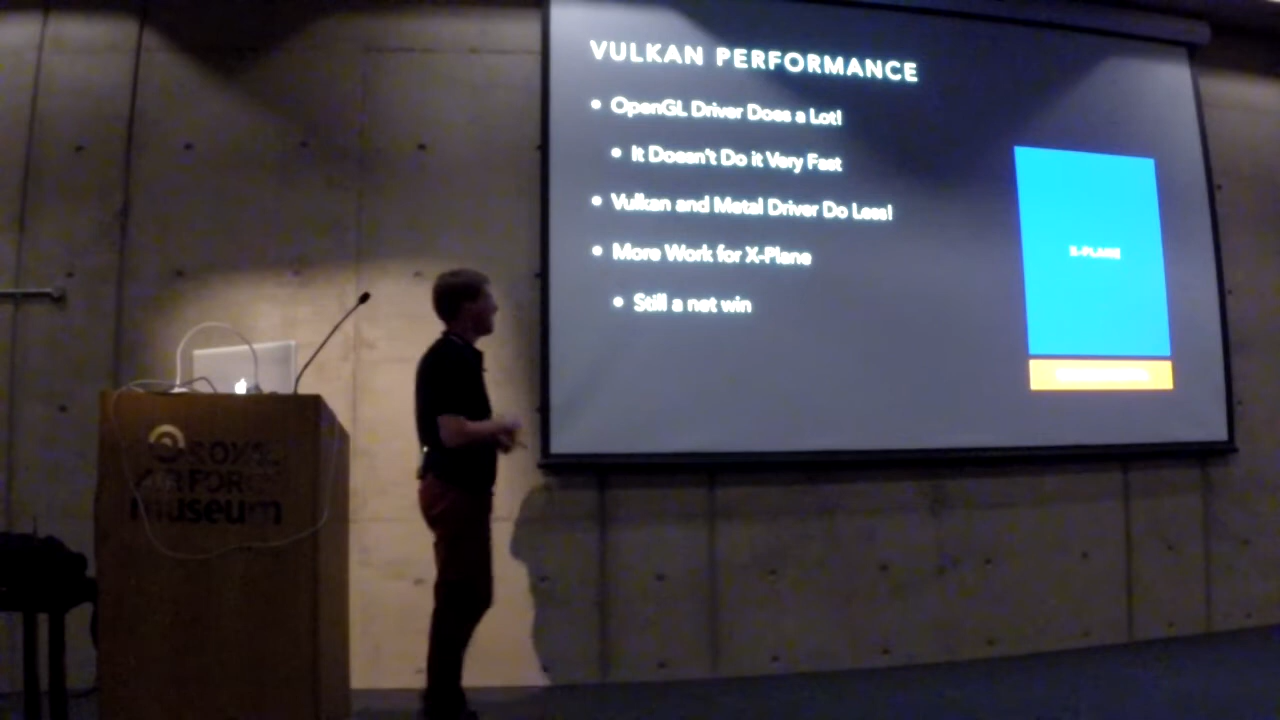 VULKAN PERFORMANCE
• OpenGL Driver Does a Lot!
• It Doesn't Do it Very Fast
• Vulkan and Metal Driver Do Less!
• More Work for X-Plane
• Still a net win
X-PLANE
ROYAL
AIR FORCE
museum